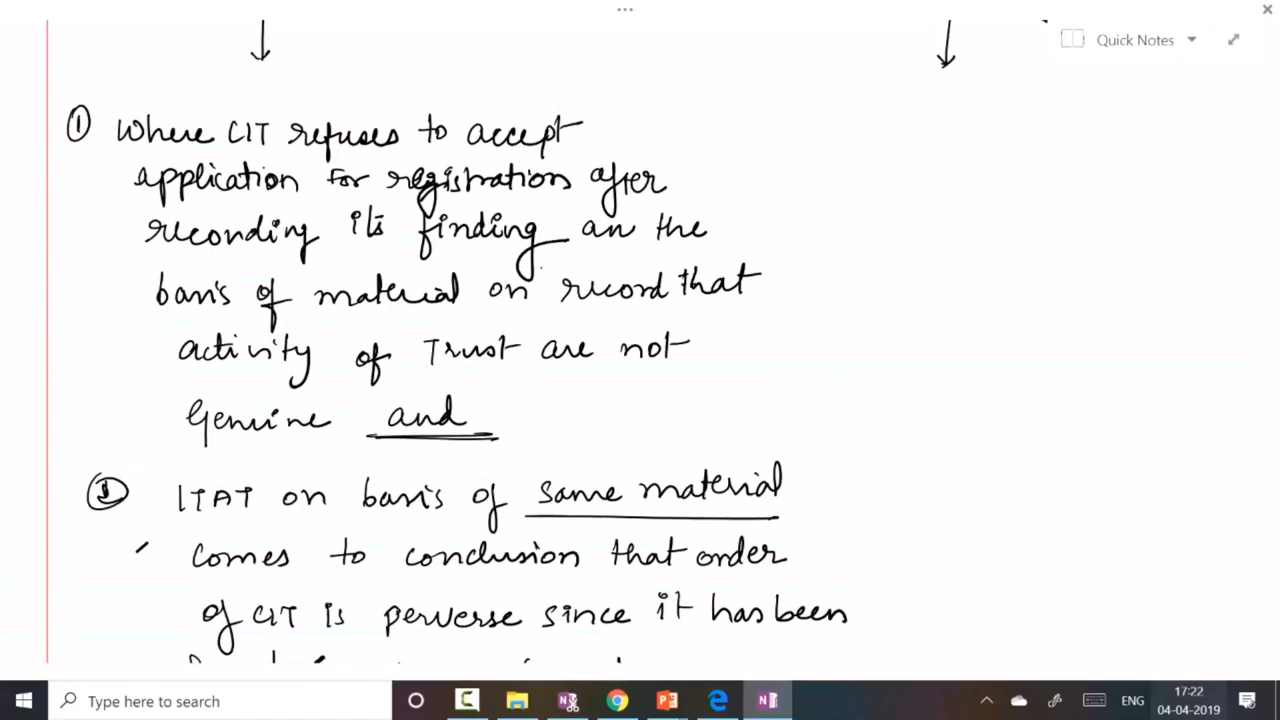 Quick Notes
① Where CIT refuses to accept
application for registration after
recording its finding an the
basis of material on record that
activity of Trust are not
Genuine and
② ITAT on basis of same material
comes to conclusion that order
of CIT is perverse since it has been
Type here to search
ENG
17:22
04-04-2019